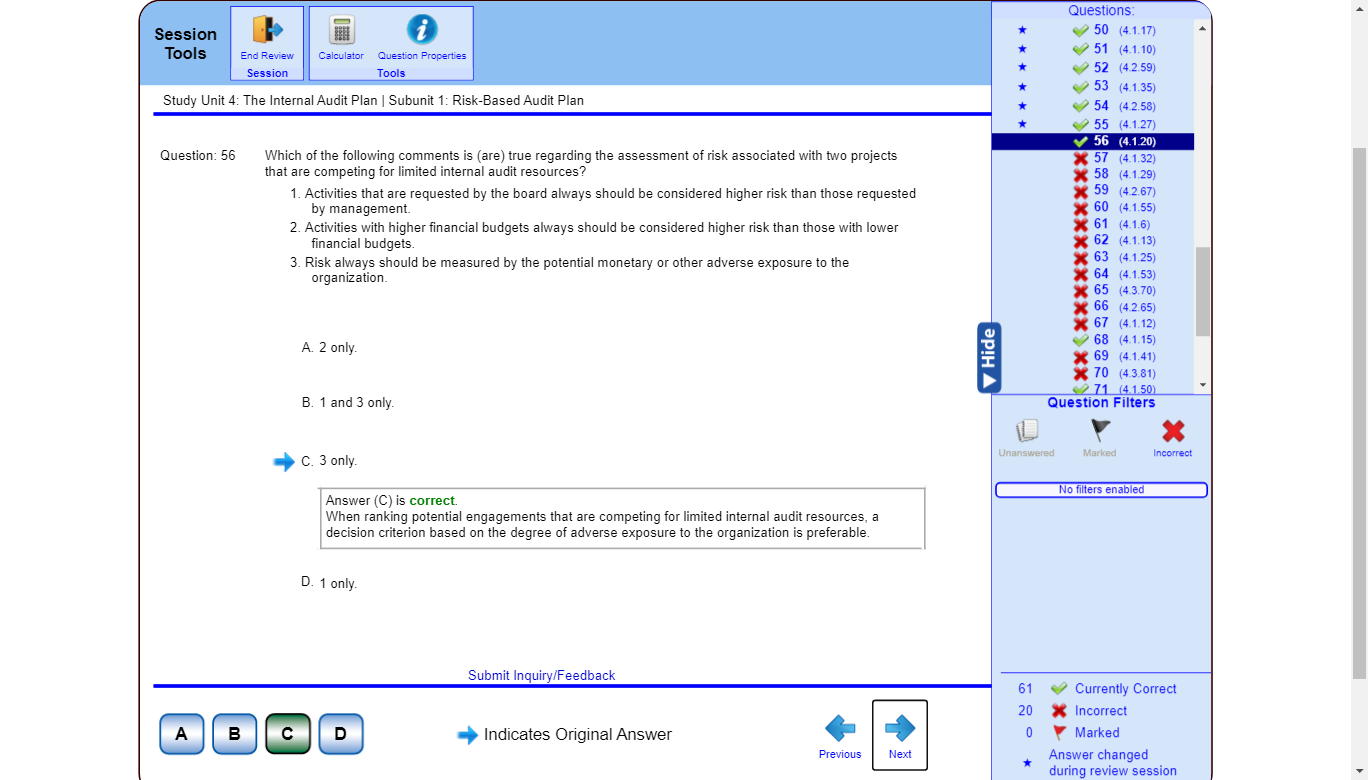 Session
Tools
End Review
Session
Calculator
Question Properties
Tools
Study Unit 4: The Internal Audit Plan | Subunit 1: Risk-Based Audit Plan
Question: 56
Which of the following comments is (are) true regarding the assessment of risk associated with two projects
that are competing for limited internal audit resources?
1. Activities that are requested by the board always should be considered higher risk than those requested
by management.
2. Activities with higher financial budgets always should be considered higher risk than those with lower
financial budgets.
3. Risk always should be measured by the potential monetary or other adverse exposure to the
organization.
A. 2 only.
B. 1 and 3 only.
C. 3 only.
Answer (C) is correct.
When ranking potential engagements that are competing for limited internal audit resources, a
decision criterion based on the degree of adverse exposure to the organization is preferable.
D. 1 only.
Submit Inquiry/Feedback
A
B
C
D
Indicates Original Answer
Previous
Next
Questions:
50 (4.1.17)
51 (4.1.10)
52 (4.2.59)
53 (4.1.35)
54 (4.2.58)
55 (4.1.27)
56 (4.1.20)
57 (4.1.32)
58 (4.1.29)
59 (4.2.67)
60 (4.1.55)
61 (4.1.6)
62 (4.1.13)
63 (4.1.25)
64 (4.1.53)
65 (4.3.70)
66 (4.2.65)
67 (4.1.12)
68 (4.1.15)
69 (4.1.41)
70 (4.3.81)
71 (4.1.50)
Hide
Question Filters
Unanswered
Marked
Incorrect
No filters enabled
61 Currently Correct
20 Incorrect
0 Marked
Answer changed
during review session